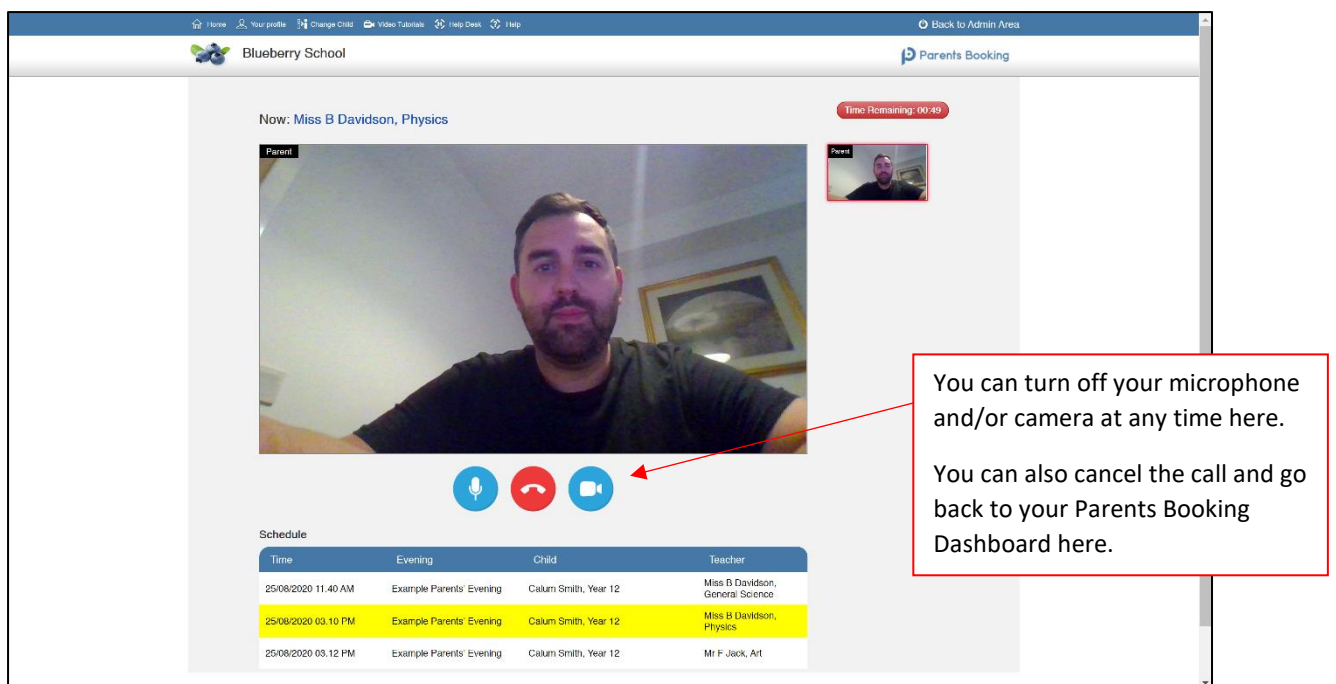 Home Your profile Change Child Video Tutorials Help Desk Help Back to Admin Area
Blueberry School Parents Booking
Now: Miss B Davidson, Physics
Time Remaining: 00:49
Parent
Parent
You can turn off your microphone
and/or camera at any time here.
You can also cancel the call and go
back to your Parents Booking
Dashboard here.
Schedule
Time Evening Child Teacher
25/08/2020 11.40 AM Example Parents' Evening Calum Smith, Year 12 Miss B Davidson,
General Science
25/08/2020 03.10 PM Example Parents' Evening Calum Smith, Year 12 Miss B Davidson,
Physics
25/08/2020 03.12 PM Example Parents' Evening Calum Smith, Year 12 Mr F Jack, Art